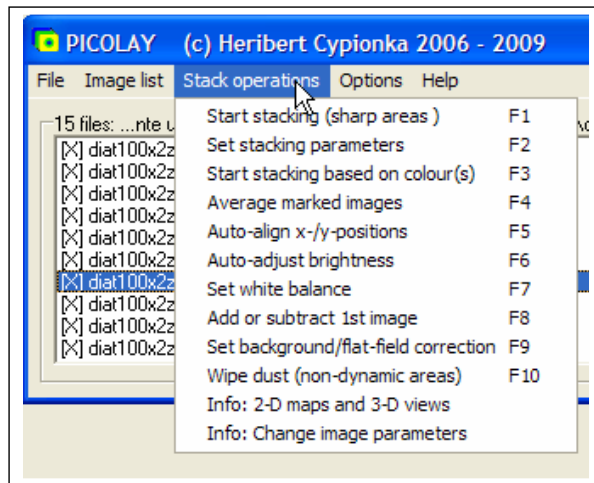 PICOLAY (c) Heribert Cypionka 2006 - 2009
File Image list Stack operations Options Help
15 files: ...nte
[X] diat100x2z
[X] diat100x2z
[X] diat100x2z
[X] diat100x2z
[X] diat100x2z
[X] diat100x2z
[X] diat100x2z
[X] diat100x2z
[X] diat100x2z
[X] diat100x2z
Start stacking (sharp areas ) F1
Set stacking parameters F2
Start stacking based on colour(s) F3
Average marked images F4
Auto-align x-/y-positions F5
Auto-adjust brightness F6
Set white balance F7
Add or subtract 1st image F8
Set background/flat-field correction F9
Wipe dust (non-dynamic areas) F10
Info: 2-D maps and 3-D views
Info: Change image parameters